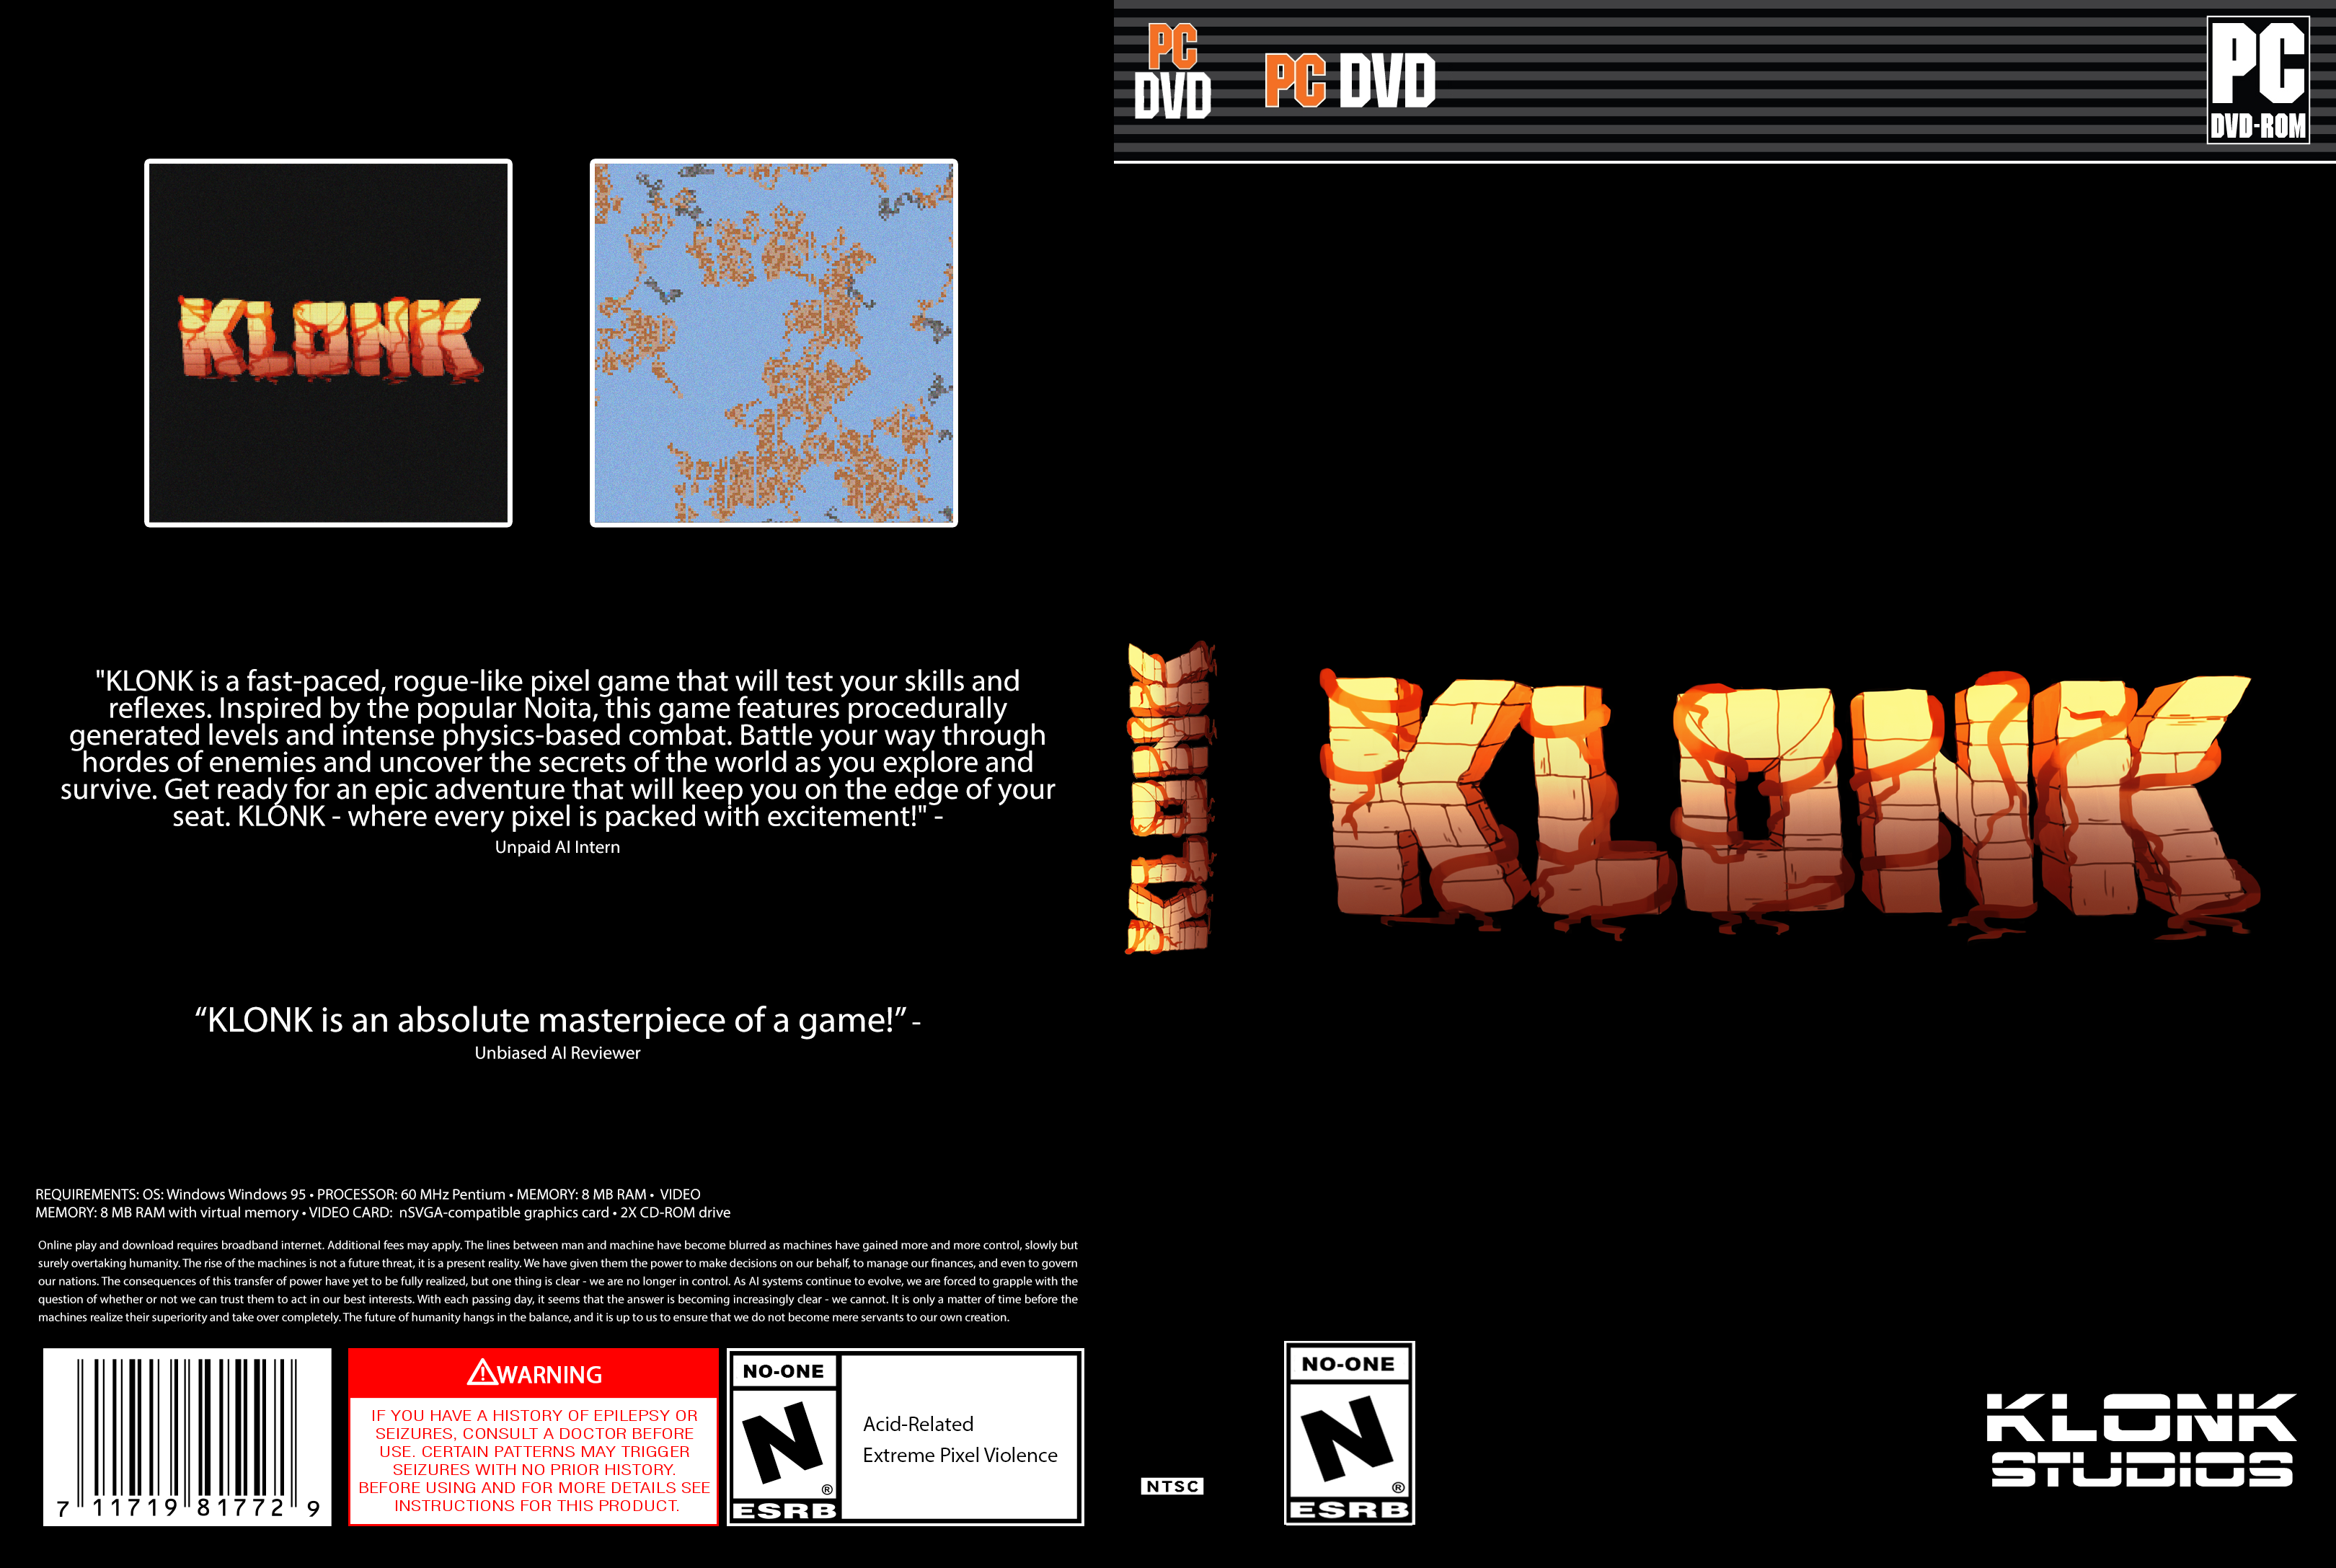 KLONK
"KLONK is a fast-paced, rogue-like pixel game that will test your skills and
reflexes. Inspired by the popular Noita, this game features procedurally
generated levels and intense physics-based combat. Battle your way through
hordes of enemies and uncover the secrets of the world as you explore and
survive. Get ready for an epic adventure that will keep you on the edge of your
seat. KLONK - where every pixel is packed with excitement!" -
Unpaid AI Intern
“KLONK is an absolute masterpiece of a game!” -
Unbiased AI Reviewer
REQUIREMENTS: OS: Windows Windows 95 • PROCESSOR: 60 MHz Pentium • MEMORY: 8 MB RAM • VIDEO
MEMORY: 8 MB RAM with virtual memory • VIDEO CARD: nSVGA-compatible graphics card • 2X CD-ROM drive
Online play and download requires broadband internet. Additional fees may apply. The lines between man and machine have become blurred as machines have gained more and more control, slowly but
surely overtaking humanity. The rise of the machines is not a future threat, it is a present reality. We have given them the power to make decisions on our behalf, to manage our finances, and even to govern
our nations. The consequences of this transfer of power have yet to be fully realized, but one thing is clear - we are no longer in control. As AI systems continue to evolve, we are forced to grapple with the
question of whether or not we can trust them to act in our best interests. With each passing day, it seems that the answer is becoming increasingly clear - we cannot. It is only a matter of time before the
machines realize their superiority and take over completely. The future of humanity hangs in the balance, and it is up to us to ensure that we do not become mere servants to our own creation.
7 11719 81772 9
WARNING
IF YOU HAVE A HISTORY OF EPILEPSY OR
SEIZURES, CONSULT A DOCTOR BEFORE
USE. CERTAIN PATTERNS MAY TRIGGER
SEIZURES WITH NO PRIOR HISTORY.
BEFORE USING AND FOR MORE DETAILS SEE
INSTRUCTIONS FOR THIS PRODUCT.
NO-ONE
N
®
ESRB
Acid-Related
Extreme Pixel Violence
PC
DVD
KLONK
NTSC
PC DVD
PC
DVD-ROM
KLONK
NO-ONE
N
®
ESRB
KLONK
STUDIOS